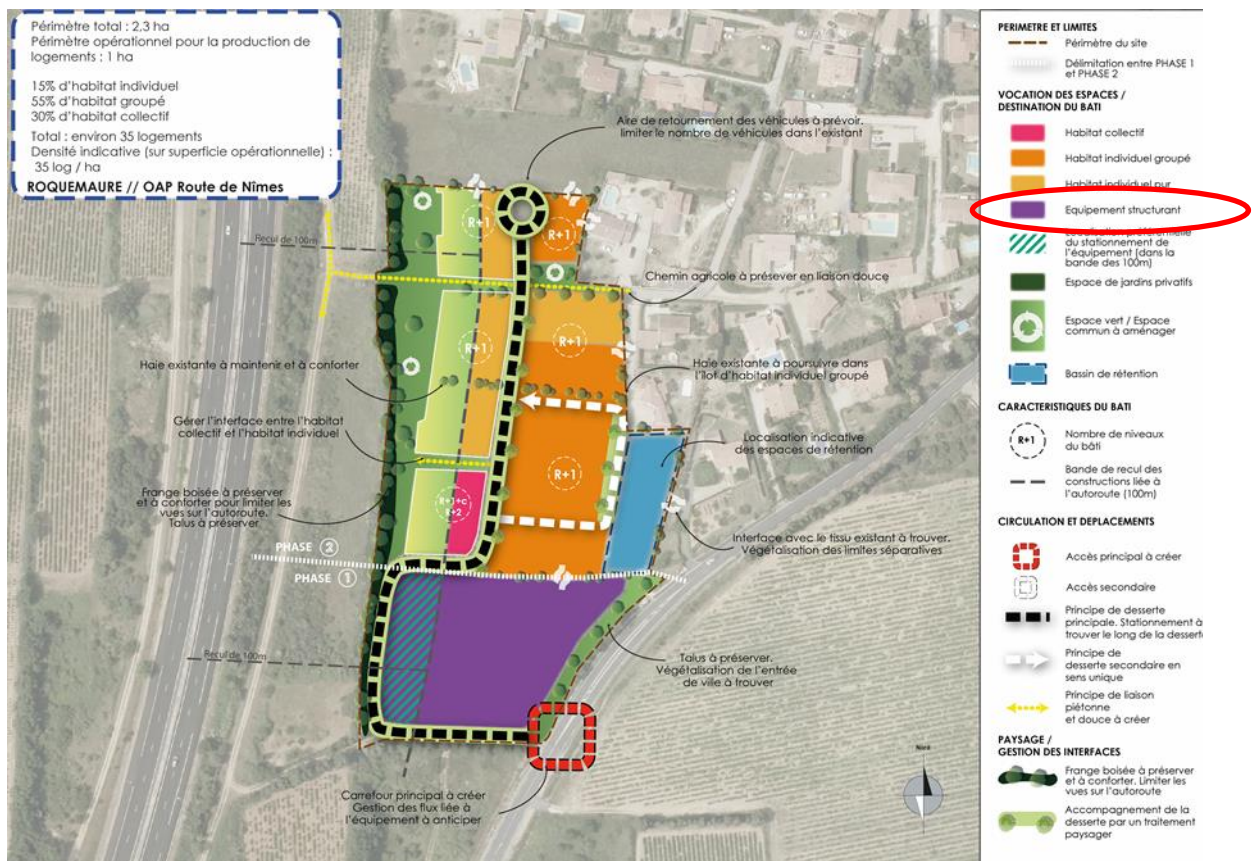 Périmètre total : 2,3 ha
Périmètre opérationnel pour la production de
logements : 1 ha
15% d'habitat individuel
55% d'habitat groupé
30% d'habitat collectif
Total : environ 35 logements
Densité indicative (sur superficie opérationnelle) :
35 log / ha
ROQUEMAURE // OAP Route de Nîmes
Aire de retournement des véhicules à prévoir.
limiter le nombre de véhicules dans l'existant
R+1
R+1
Recul de 100m
Chemin agricole à présever en liaison douce
R+1
R+1
Haie existante à maintenir et à conforter
Haie existante à poursuivre dans
l'îlot d'habitat individuel groupé
Gérer l'interface entre l'habitat
collectif et l'habitat individuel
Localisation indicative
des espaces de rétention
R+1
Frange boisée à préserver
et à conforter pour limiter les
vues sur l'autoroute.
Talus à préserver
R+1+c
R+2
Interface avec le tissu existant à trouver.
Végétalisation des limites séparatives
PHASE 2
PHASE 1
Recul de 100m
Talus à préserver.
Végétalisation de l'entrée
de ville à trouver
Carrefour principal à créer
Gestion des flux liée à
l'équipement à anticiper
Nord
PERIMETRE ET LIMITES
Périmètre du site
Délimitation entre PHASE 1
et PHASE 2
VOCATION DES ESPACES /
DESTINATION DU BATI
Habitat collectif
Habitat individuel groupé
Habitat individuel pur
Equipement structurant
Localisation préférentielle
du stationnement de
l'équipement (dans la
bande des 100m)
Espace de jardins privatifs
Espace vert / Espace
commun à aménager
Bassin de rétention
CARACTERISTIQUES DU BATI
R+1
Nombre de niveaux
du bâti
Bande de recul des
constructions liée à
l'autoroute (100m)
CIRCULATION ET DEPLACEMENTS
Accès principal à créer
Accès secondaire
Principe de desserte
principale. Stationnement à
trouver le long de la desserte
Principe de
desserte secondaire en
sens unique
Principe de liaison
piétonne
et douce à créer
PAYSAGE /
GESTION DES INTERFACES
Frange boisée à préserver
et à conforter. Limiter les
vues sur l'autoroute
Accompagnement de la
desserte par un traitement
paysager